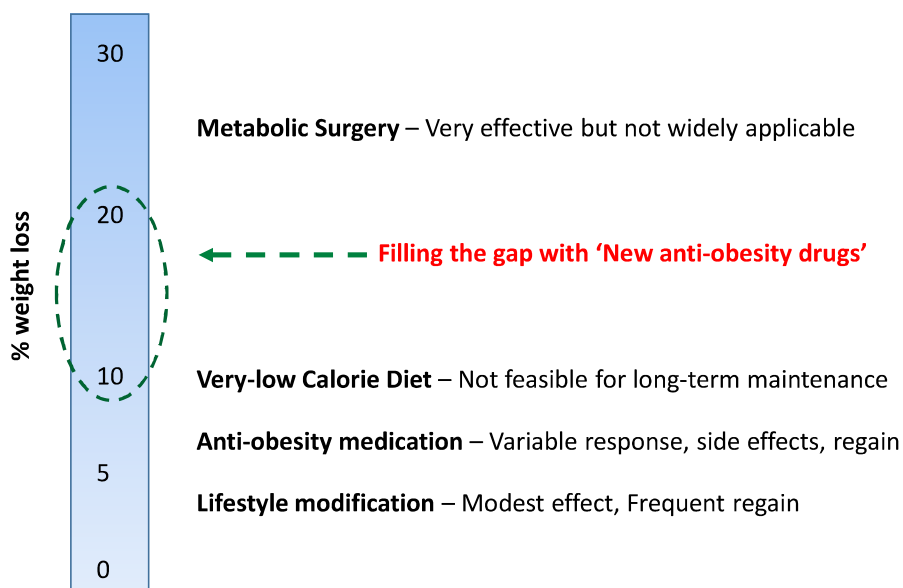 % weight loss
30
Metabolic Surgery – Very effective but not widely applicable
20
Filling the gap with ‘New anti-obesity drugs’
10
Very-low Calorie Diet – Not feasible for long-term maintenance
Anti-obesity medication – Variable response, side effects, regain
5
Lifestyle modification – Modest effect, Frequent regain
0